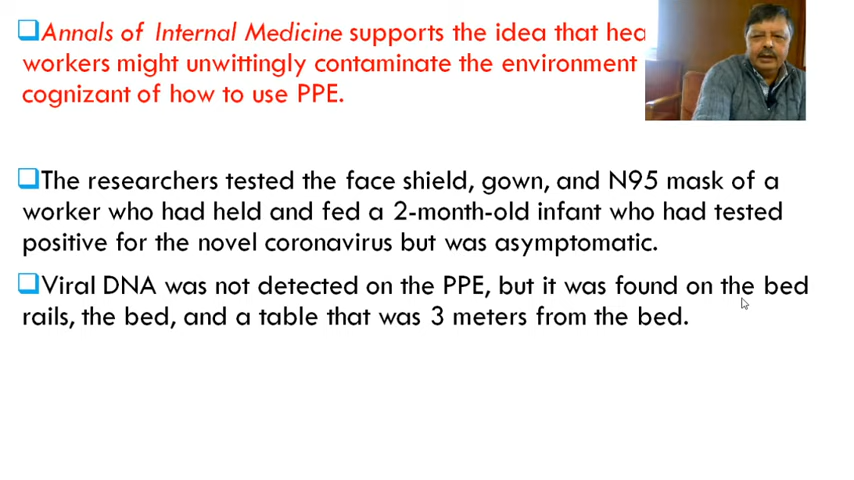 Annals of Internal Medicine supports the idea that
workers might unwittingly contaminate the environment
cognizant of how to use PPE.
The researchers tested the face shield, gown, and N95 mask of a
worker who had held and fed a 2-month-old infant who had tested
positive for the novel coronavirus but was asymptomatic.
Viral DNA was not detected on the PPE, but it was found on the bed
rails, the bed, and a table that was 3 meters from the bed.